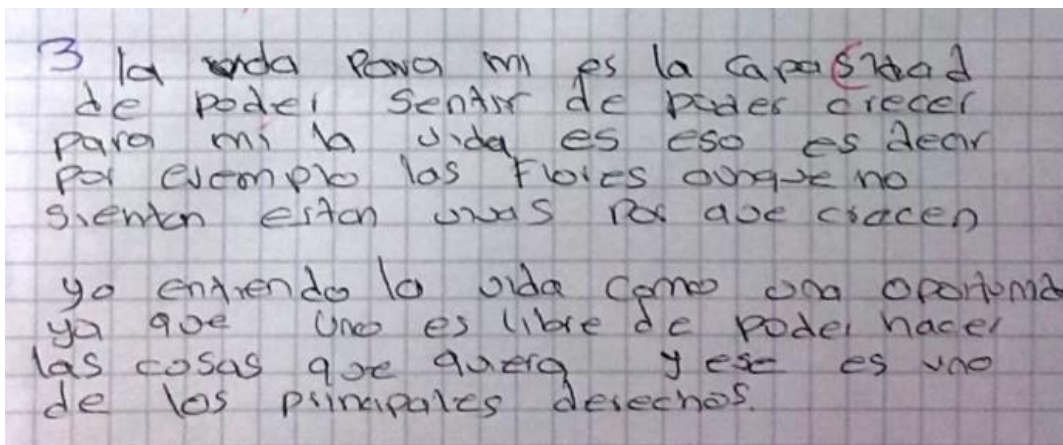 3 la vida Para mi es la capasidad
de poder sentir de poder crecer
para mi la vida es eso es decir
por ejemplo las flores aunque no
sientan estan vivas Por que crecen
yo entiendo la vida como una oportunida
ya que uno es libre de poder hacer
las cosas que quera y ese es uno
de los principales derechos.